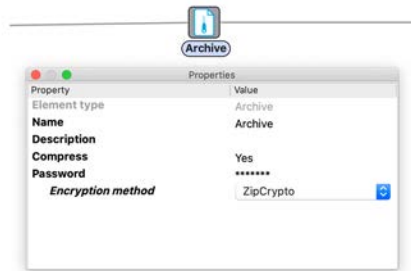 Archive
Properties
Property Value
Element type Archive
Name Archive
Description
Compress Yes
Password •••••••
Encryption method ZipCrypto